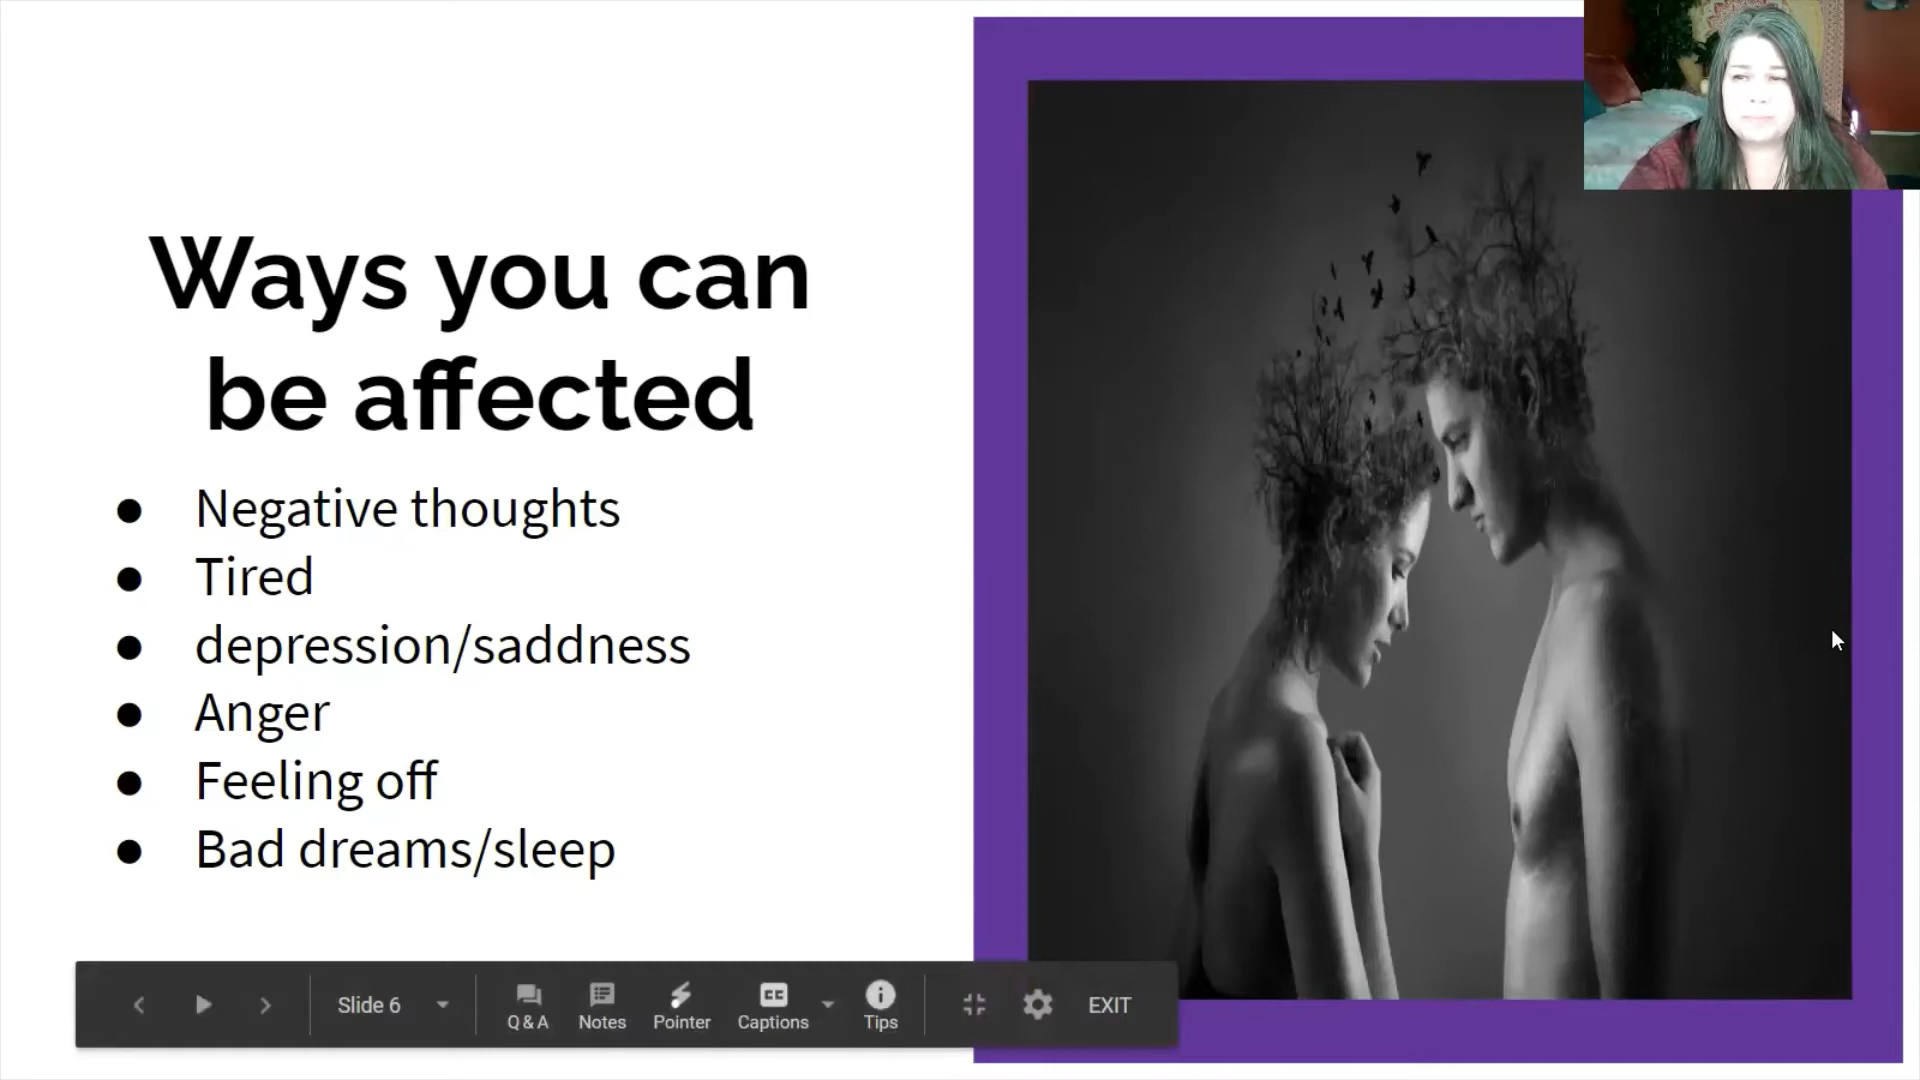 Ways you can
be affected
● Negative thoughts
● Tired
● depression/saddness
● Anger
● Feeling off
● Bad dreams/sleep
Slide 6
Q & A
Notes
Pointer
CC
Captions
Tips
EXIT